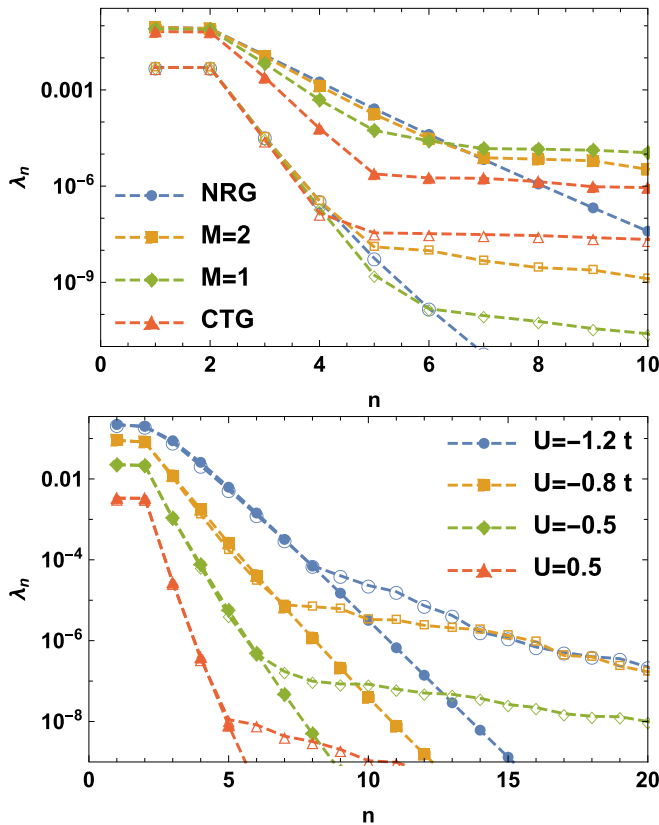 0.001
10⁻⁶
10⁻⁹
λₙ
NRG
M=2
M=1
CTG
0 2 4 6 8 10
n
0.01
10⁻⁴
10⁻⁶
10⁻⁸
λₙ
U=−1.2 t
U=−0.8 t
U=−0.5
U=0.5
0 5 10 15 20
n